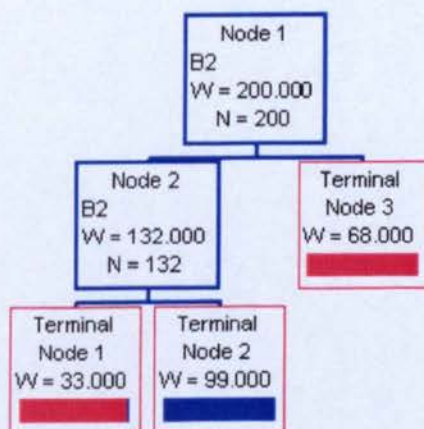 Node 1
B2
W = 200.000
N = 200
Node 2
B2
W = 132.000
N = 132
Terminal
Node 3
W = 68.000
Terminal
Node 1
W = 33.000
Terminal
Node 2
W = 99.000